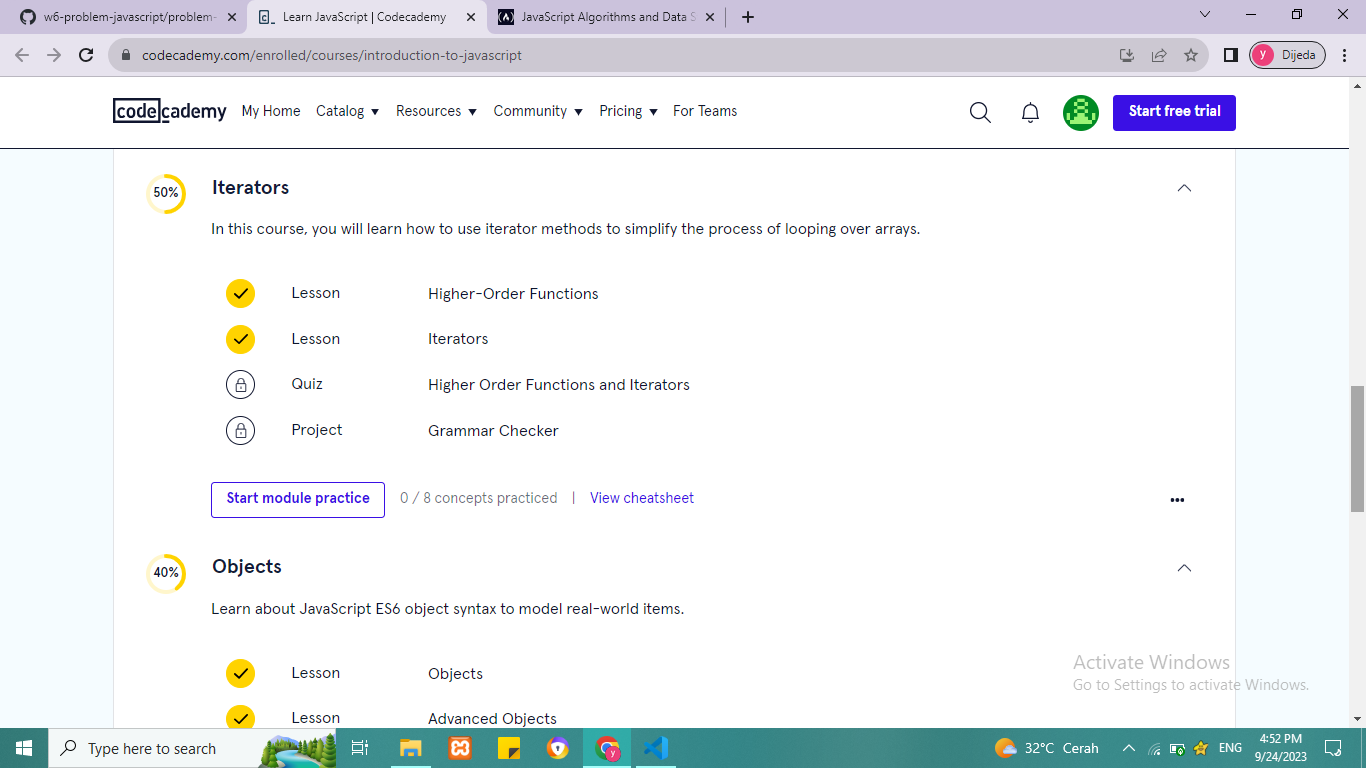 w6-problem-javascript/problem-
Learn JavaScript | Codecademy
JavaScript Algorithms and Data S
codecademy.com/enrolled/courses/introduction-to-javascript
y
Dijeda
codecademy
My Home
Catalog
Resources
Community
Pricing
For Teams
Start free trial
50%
Iterators
In this course, you will learn how to use iterator methods to simplify the process of looping over arrays.
Lesson Higher-Order Functions
Lesson Iterators
Quiz Higher Order Functions and Iterators
Project Grammar Checker
Start module practice
0 / 8 concepts practiced | View cheatsheet
40%
Objects
Learn about JavaScript ES6 object syntax to model real-world items.
Lesson Objects
Lesson Advanced Objects
Activate Windows
Go to Settings to activate Windows.
Type here to search
y
32°C Cerah
ENG
4:52 PM
9/24/2023